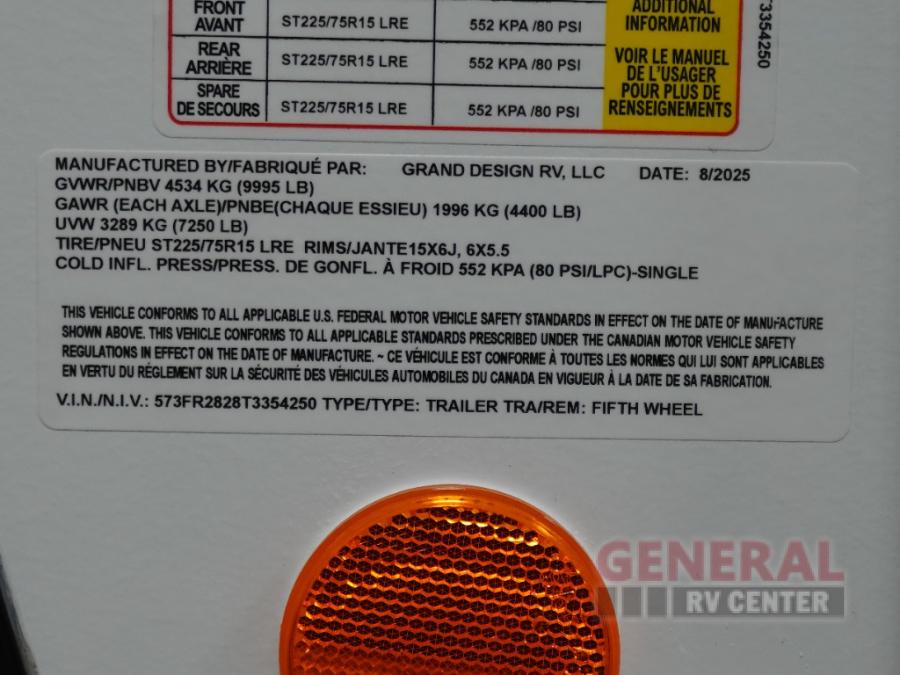 FRONT
AVANT
ST225/75R15 LRE
552 KPA /80 PSI
REAR
ARRIÈRE
ST225/75R15 LRE
552 KPA /80 PSI
SPARE
DE SECOURS
ST225/75R15 LRE
552 KPA /80 PSI
ADDITIONAL
INFORMATION
VOIR LE MANUEL
DE L'USAGER
POUR PLUS DE
RENSEIGNEMENTS
T3354250
MANUFACTURED BY/FABRIQUÉ PAR: GRAND DESIGN RV, LLC DATE: 8/2025
GVWR/PNBV 4534 KG (9995 LB)
GAWR (EACH AXLE)/PNBE(CHAQUE ESSIEU) 1996 KG (4400 LB)
UVW 3289 KG (7250 LB)
TIRE/PNEU ST225/75R15 LRE RIMS/JANTE15X6J, 6X5.5
COLD INFL. PRESS/PRESS. DE GONFL. À FROID 552 KPA (80 PSI/LPC)-SINGLE
THIS VEHICLE CONFORMS TO ALL APPLICABLE U.S. FEDERAL MOTOR VEHICLE SAFETY STANDARDS IN EFFECT ON THE DATE OF MANUFACTURE
SHOWN ABOVE. THIS VEHICLE CONFORMS TO ALL APPLICABLE STANDARDS PRESCRIBED UNDER THE CANADIAN MOTOR VEHICLE SAFETY
REGULATIONS IN EFFECT ON THE DATE OF MANUFACTURE. ~ CE VÉHICULE EST CONFORME À TOUTES LES NORMES QUI LUI SONT APPLICABLES
EN VERTU DU RÉGLEMENT SUR LA SÉCURITÉ DES VÉHICULES AUTOMOBILES DU CANADA EN VIGUEUR À LA DATE DE SA FABRICATION.
V.I.N./N.I.V.: 573FR2828T3354250 TYPE/TYPE: TRAILER TRA/REM: FIFTH WHEEL
GENERAL
RV CENTER